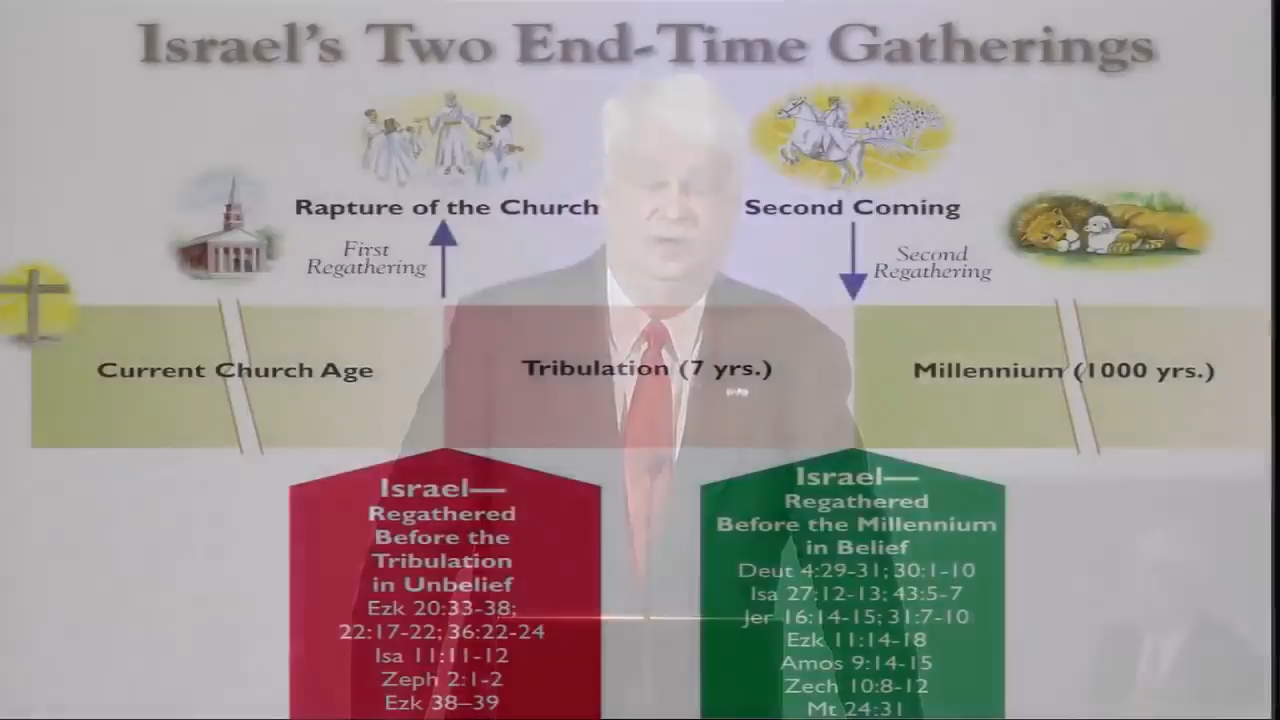 Israel's Two End-Time Gatherings
Rapture of the Church
Second Coming
First
Regathering
Second
Regathering
Current Church Age
Tribulation (7 yrs.)
Millennium (1000 yrs.)
Israel—
Regathered
Before the
Tribulation
in Unbelief
Ezk 20:33-38;
22:17-22; 36:22-24
Isa 11:11-12
Zeph 2:1-2
Ezk 38–39
Israel—
Regathered
Before the Millennium
in Belief
Deut 4:29-31; 30:1-10
Isa 27:12-13; 43:5-7
Jer 16:14-15; 31:7-10
Ezk 11:14-18
Amos 9:14-15
Zech 10:8-12
Mt 24:31